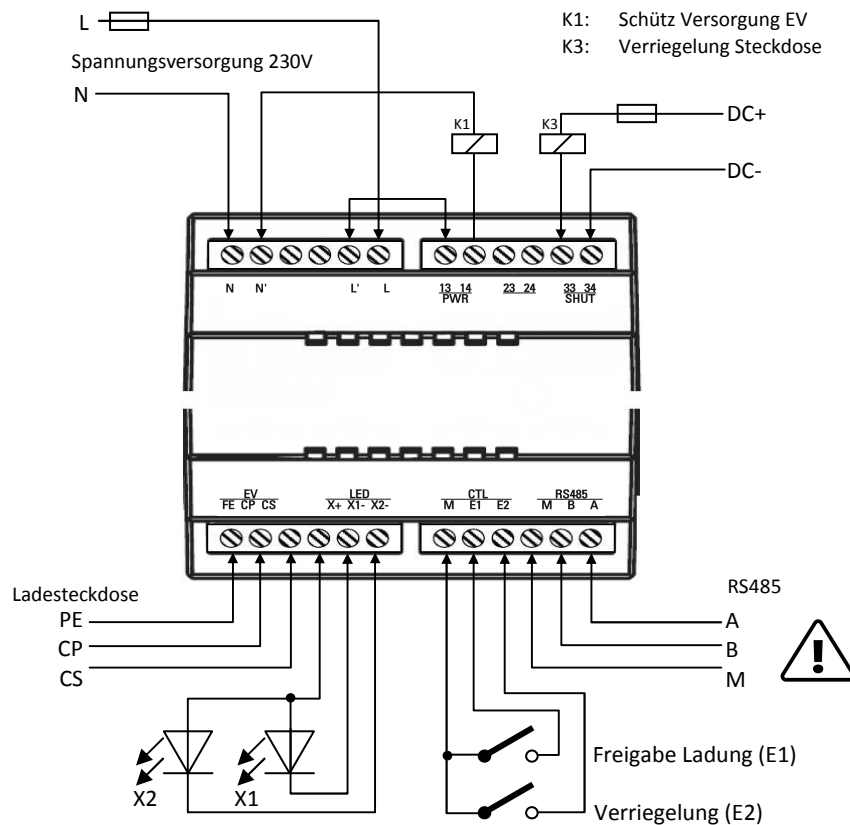 L
K1: Schütz Versorgung EV
K3: Verriegelung Steckdose
Spannungsversorgung 230V
N
K1
K3
DC+
DC-
N N' L' L
13 14 23 24 33 34
PWR SHUT
EV LED CTL RS485
FE CP CS X+ X1- X2- M E1 E2 M B A
Ladesteckdose
PE
CP
CS
RS485
A
B
M
!
X2
X1
Freigabe Ladung (E1)
Verriegelung (E2)